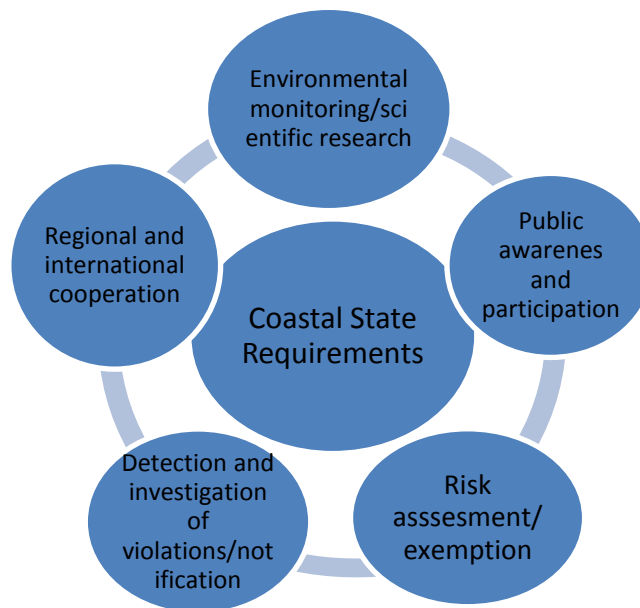 Environmental
monitoring/sci
entific research
Public
awarenes
and
participation
Regional and
international
cooperation
Coastal State
Requirements
Detection and
investigation
of
violations/not
ification
Risk
asssesment/
exemption